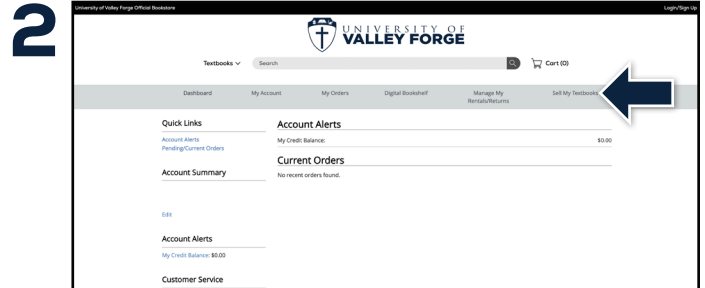 2
University of Valley Forge Official Bookstore
Login/Sign Up
UNIVERSITY OF
VALLEY FORGE
Textbooks
Search
Cart (0)
Dashboard
My Account
My Orders
Digital Bookshelf
Manage My
Rentals/Returns
Sell My Textbooks
Quick Links
Account Alerts
Pending/Current Orders
Account Summary
Edit
Account Alerts
My Credit Balance: $0.00
Customer Service
Account Alerts
My Credit Balance:
$0.00
Current Orders
No recent orders found.